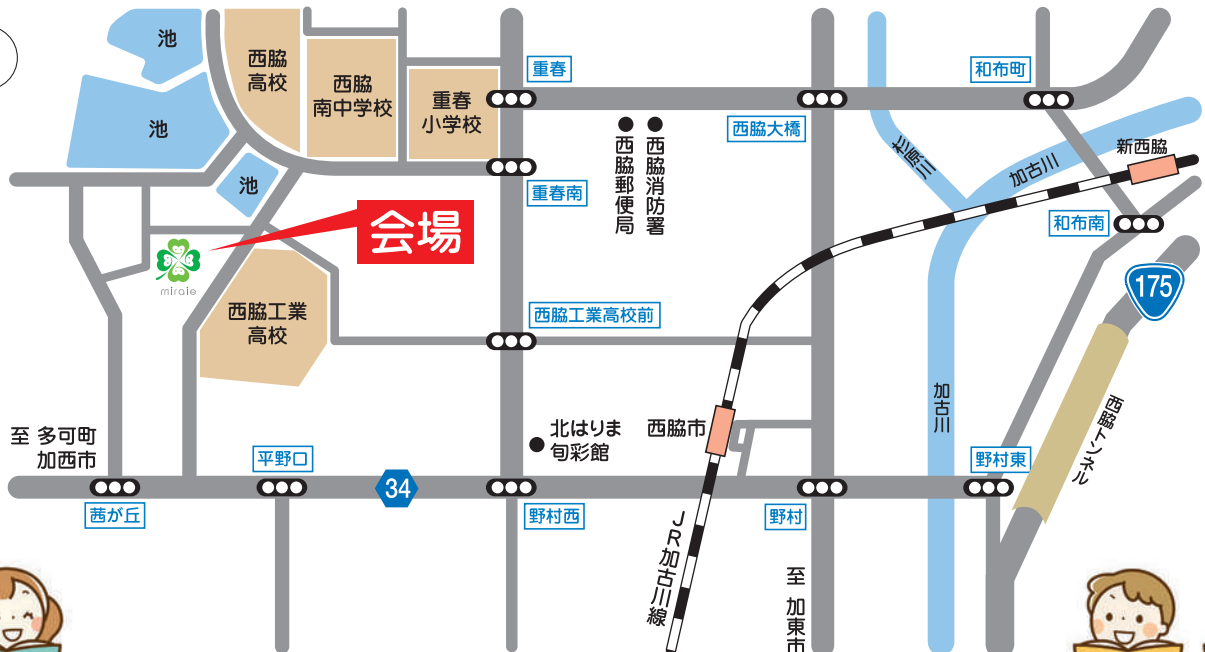 池
西脇
高校
西脇
南中学校
重春
小学校
重春
和布町
西脇大橋
池
西脇郵便局
西脇消防署
杉原川
加古川
新西脇
池
重春南
会場
和布南
miraie
175
西脇工業
高校
西脇工業高校前
加古川
西脇トンネル
至 多可町
加西市
北はりま
旬彩館
西脇市
平野口
野村東
34
茜が丘
野村西
野村
JR加古川線
至 加東市